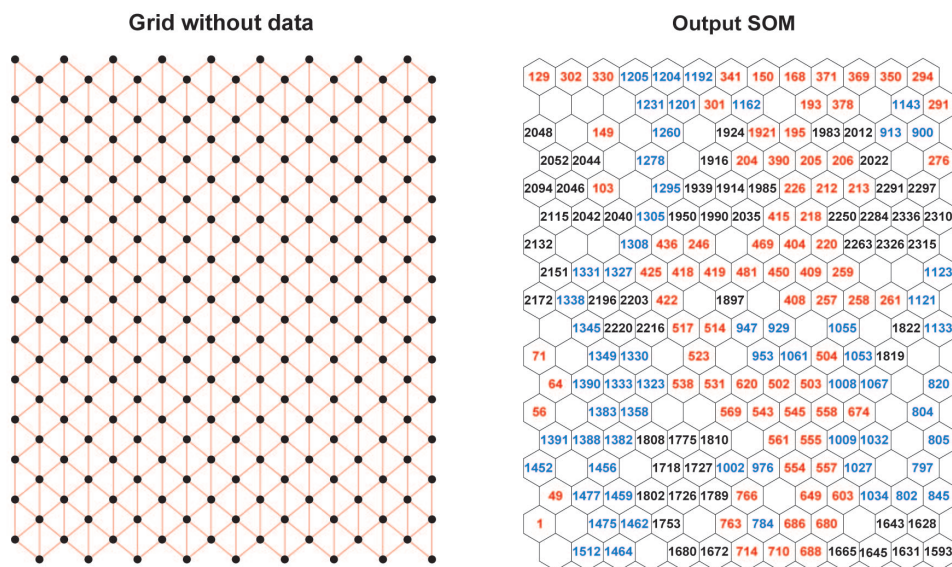 Grid without data
Output SOM
129 302 330 1205 1204 1192 341 150 168 371 369 350 294
1231 1201 301 1162 193 378 1143 291
2048 149 1260 1924 1921 195 1983 2012 913 900
2052 2044 1278 1916 204 390 205 206 2022 276
2094 2046 103 1295 1939 1914 1985 226 212 213 2291 2297
2115 2042 2040 1305 1950 1990 2035 415 218 2250 2284 2336 2310
2132 1308 436 246 469 404 220 2263 2326 2315
2151 1331 1327 425 418 419 481 450 409 259 1123
2172 1338 2196 2203 422 1897 408 257 258 261 1121
1345 2220 2216 517 514 947 929 1055 1822 1133
71 1349 1330 523 953 1061 504 1053 1819
64 1390 1333 1323 538 531 620 502 503 1008 1067 820
56 1383 1358 569 543 545 558 674 804
1391 1388 1382 1808 1775 1810 561 555 1009 1032 805
1452 1456 1718 1727 1002 976 554 557 1027 797
49 1477 1459 1802 1726 1789 766 649 603 1034 802 845
1 1475 1462 1753 763 784 686 680 1643 1628
1512 1464 1680 1672 714 710 688 1665 1645 1631 1593